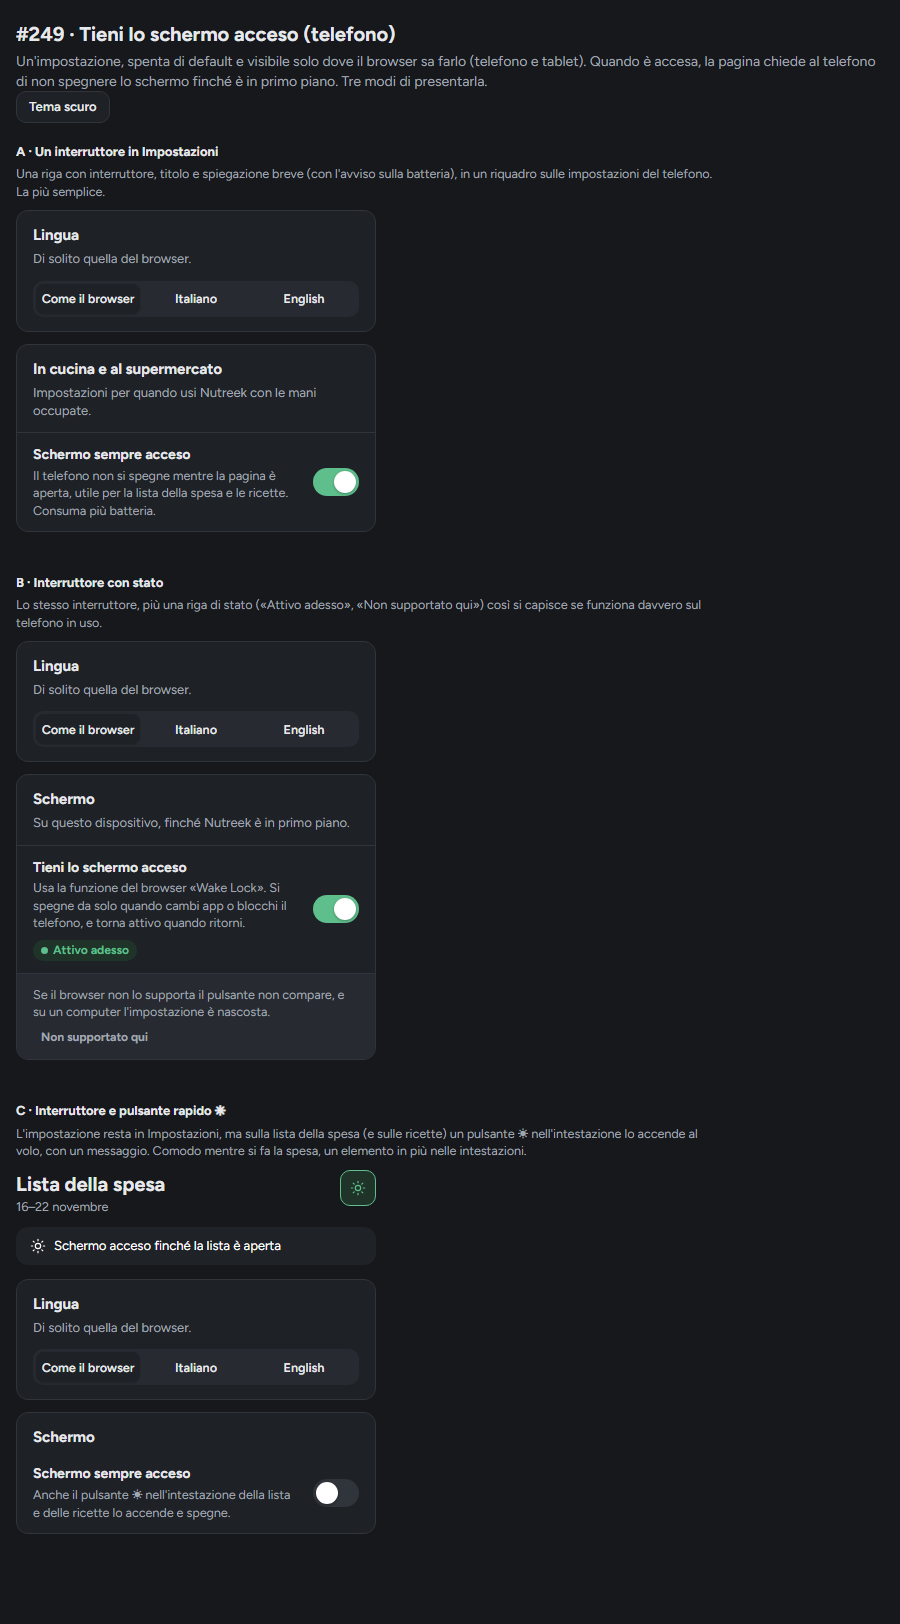 #249 · Tieni lo schermo acceso (telefono)
Un'impostazione, spenta di default e visibile solo dove il browser sa farlo (telefono e tablet). Quando è accesa, la pagina chiede al telefono
di non spegnere lo schermo finché è in primo piano. Tre modi di presentarla.
Tema scuro
A · Un interruttore in Impostazioni
Una riga con interruttore, titolo e spiegazione breve (con l'avviso sulla batteria), in un riquadro sulle impostazioni del telefono.
La più semplice.
Lingua
Di solito quella del browser.
Come il browser Italiano English
In cucina e al supermercato
Impostazioni per quando usi Nutreek con le mani
occupate.
Schermo sempre acceso
Il telefono non si spegne mentre la pagina è
aperta, utile per la lista della spesa e le ricette.
Consuma più batteria.
B · Interruttore con stato
Lo stesso interruttore, più una riga di stato («Attivo adesso», «Non supportato qui») così si capisce se funziona davvero sul
telefono in uso.
Lingua
Di solito quella del browser.
Come il browser Italiano English
Schermo
Su questo dispositivo, finché Nutreek è in primo piano.
Tieni lo schermo acceso
Usa la funzione del browser «Wake Lock». Si
spegne da solo quando cambi app o blocchi il
telefono, e torna attivo quando ritorni.
Attivo adesso
Se il browser non lo supporta il pulsante non compare, e
su un computer l'impostazione è nascosta.
Non supportato qui
C · Interruttore e pulsante rapido ☀
L'impostazione resta in Impostazioni, ma sulla lista della spesa (e sulle ricette) un pulsante ☀ nell'intestazione lo accende al
volo, con un messaggio. Comodo mentre si fa la spesa, un elemento in più nelle intestazioni.
Lista della spesa
16–22 novembre
Schermo acceso finché la lista è aperta
Lingua
Di solito quella del browser.
Come il browser Italiano English
Schermo
Schermo sempre acceso
Anche il pulsante ☀ nell'intestazione della lista
e delle ricette lo accende e spegne.